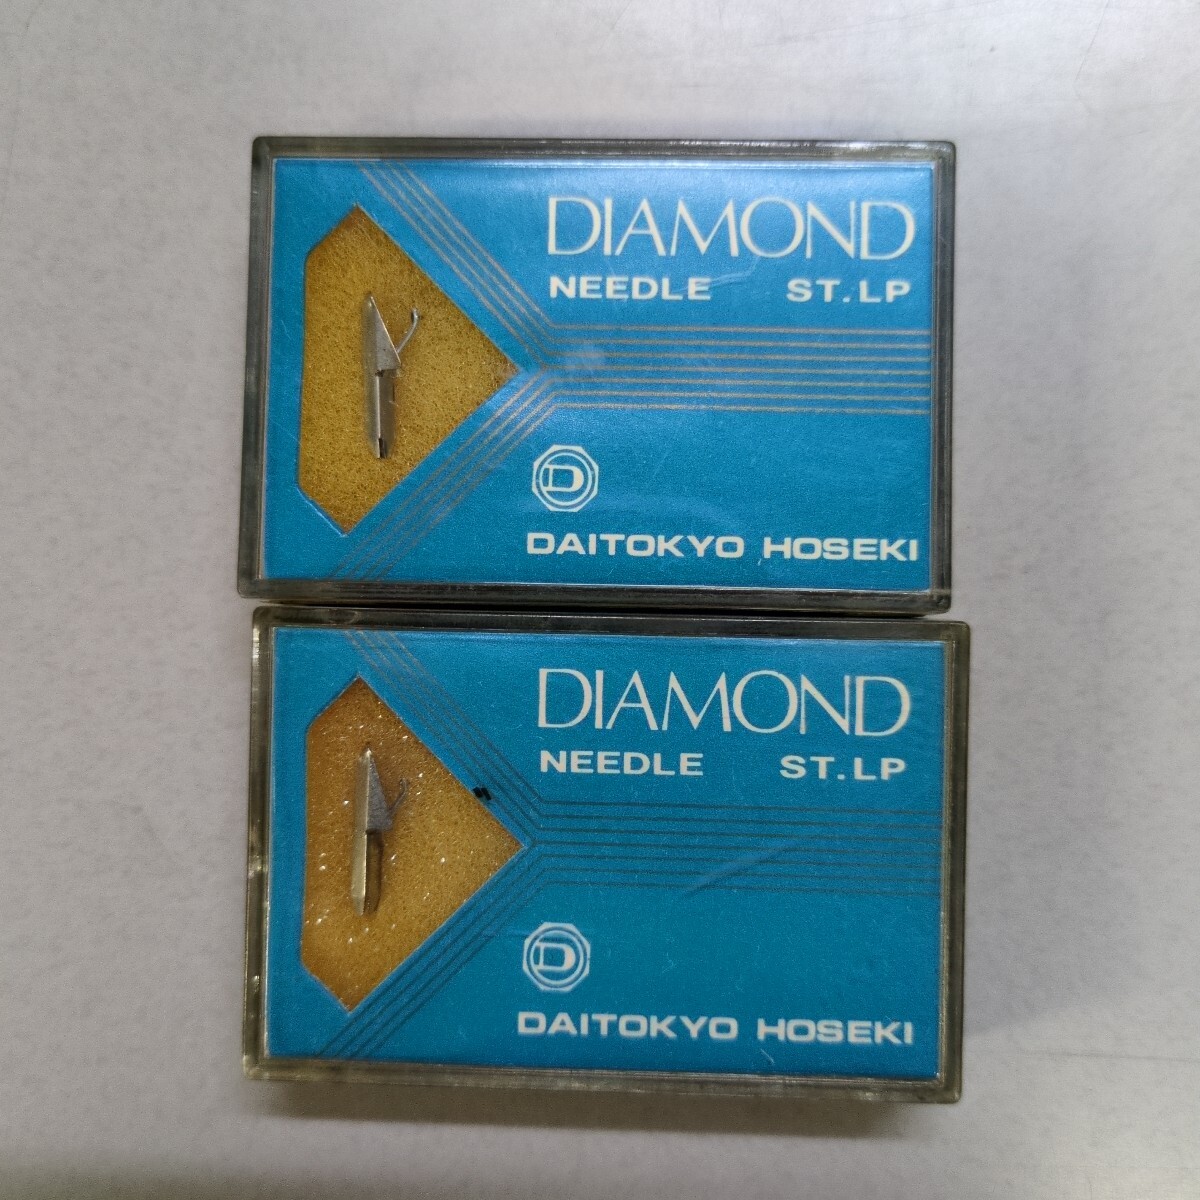 DIAMOND
NEEDLE ST.LP
D
DAITOKYO HOSEKI
DIAMOND
NEEDLE ST.LP
D
DAITOKYO HOSEKI